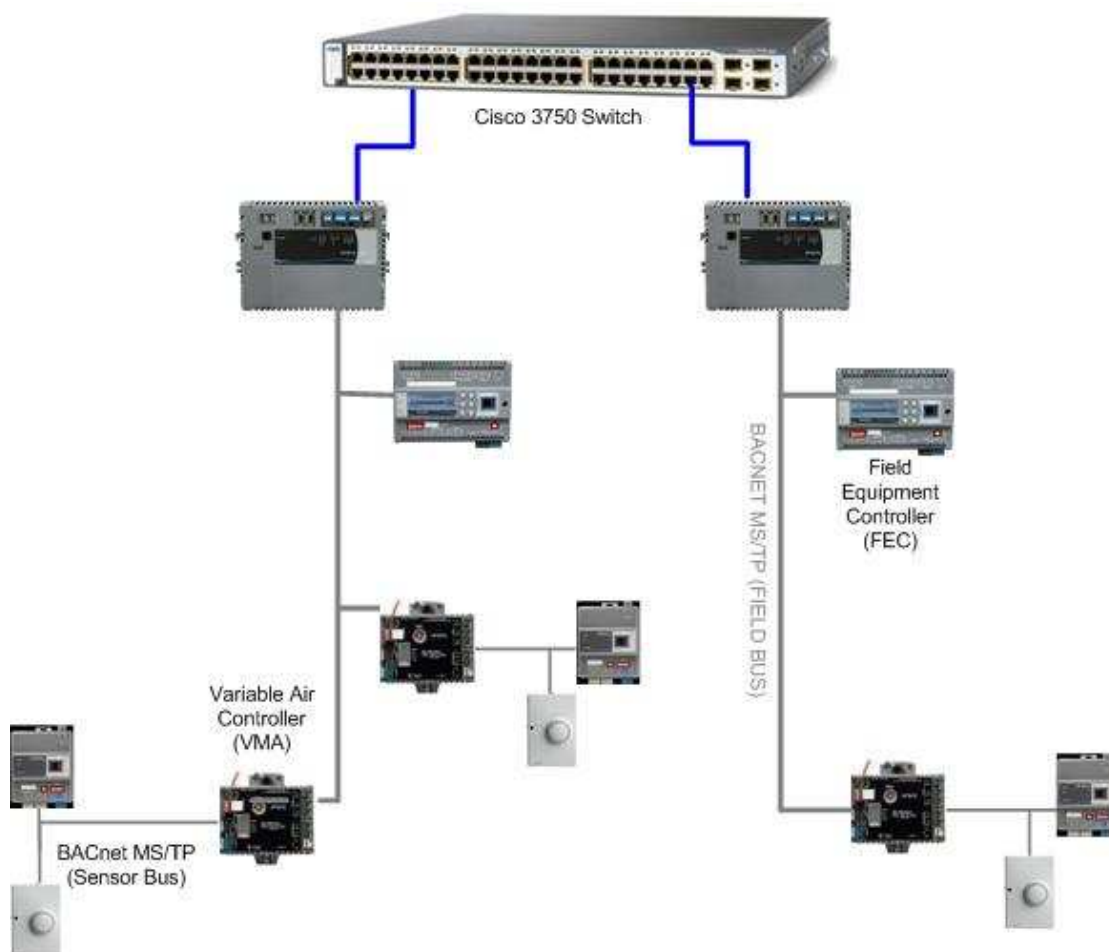 Cisco 3750 Switch
BACNET MS/TP (FIELD BUS)
Field
Equipment
Controller
(FEC)
Variable Air
Controller
(VMA)
BACnet MS/TP
(Sensor Bus)